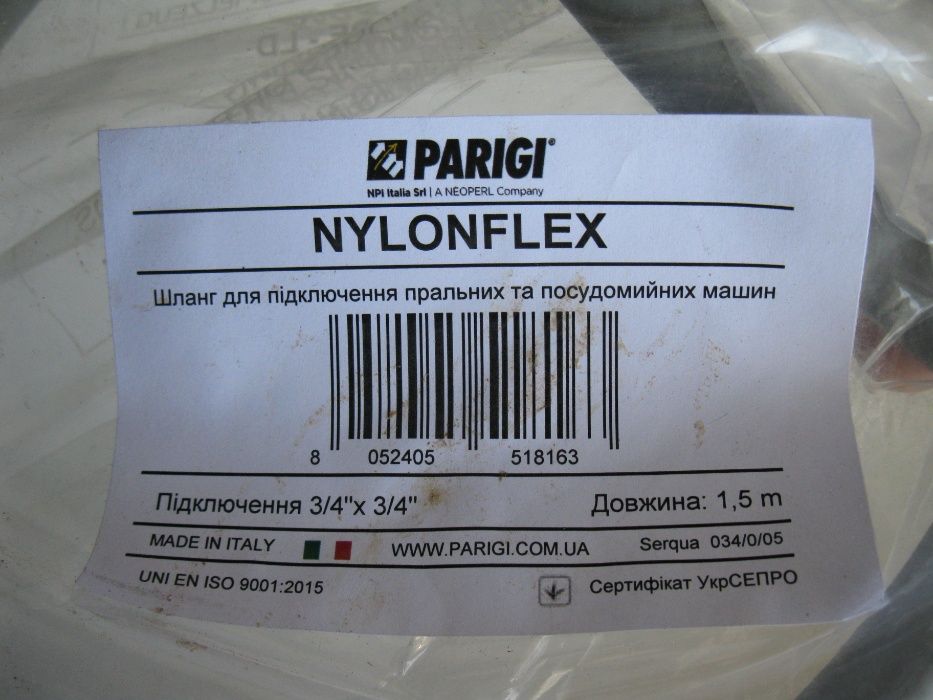 PARIGI®
NPI Italia Srl | A NEOPERL Company
NYLONFLEX
Шланг для підключення пральних та посудомийних машин
8 052405 518163
Підключення 3/4"x 3/4"
Довжина: 1,5 m
MADE IN ITALY
WWW.PARIGI.COM.UA
Serqua 034/0/05
UNI EN ISO 9001:2015
Сертифікат УкрСЕПРО